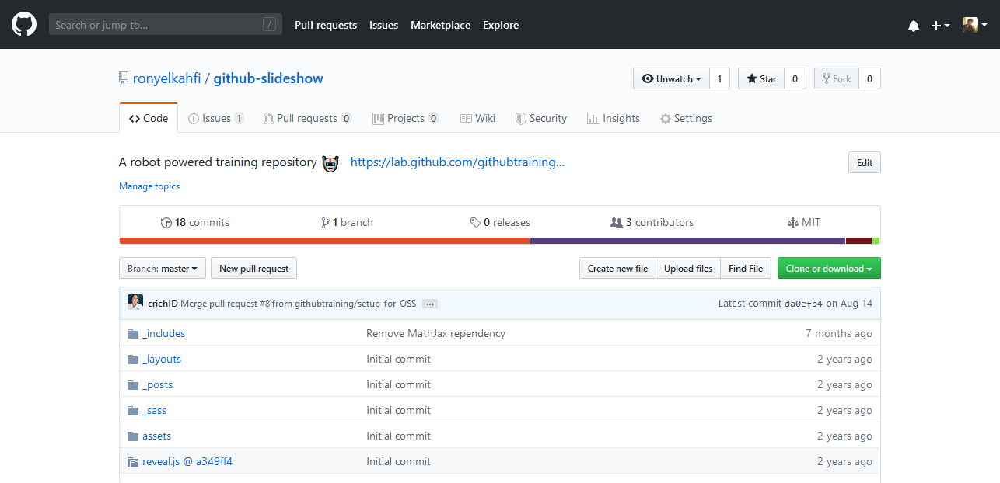 Search or jump to... / Pull requests Issues Marketplace Explore
ronyelkahfi / github-slideshow Unwatch 1 Star 0 Fork 0
Code Issues 1 Pull requests 0 Projects 0 Wiki Security Insights Settings
A robot powered training repository https://lab.github.com/githubtraining... Edit
Manage topics
18 commits 1 branch 0 releases 3 contributors MIT
Branch: master New pull request Create new file Upload files Find File Clone or download
crichID Merge pull request #8 from githubtraining/setup-for-OSS ... Latest commit da0efb4 on Aug 14
_includes Remove MathJax rependency 7 months ago
_layouts Initial commit 2 years ago
_posts Initial commit 2 years ago
_sass Initial commit 2 years ago
assets Initial commit 2 years ago
reveal.js @ a349ff4 Initial commit 2 years ago